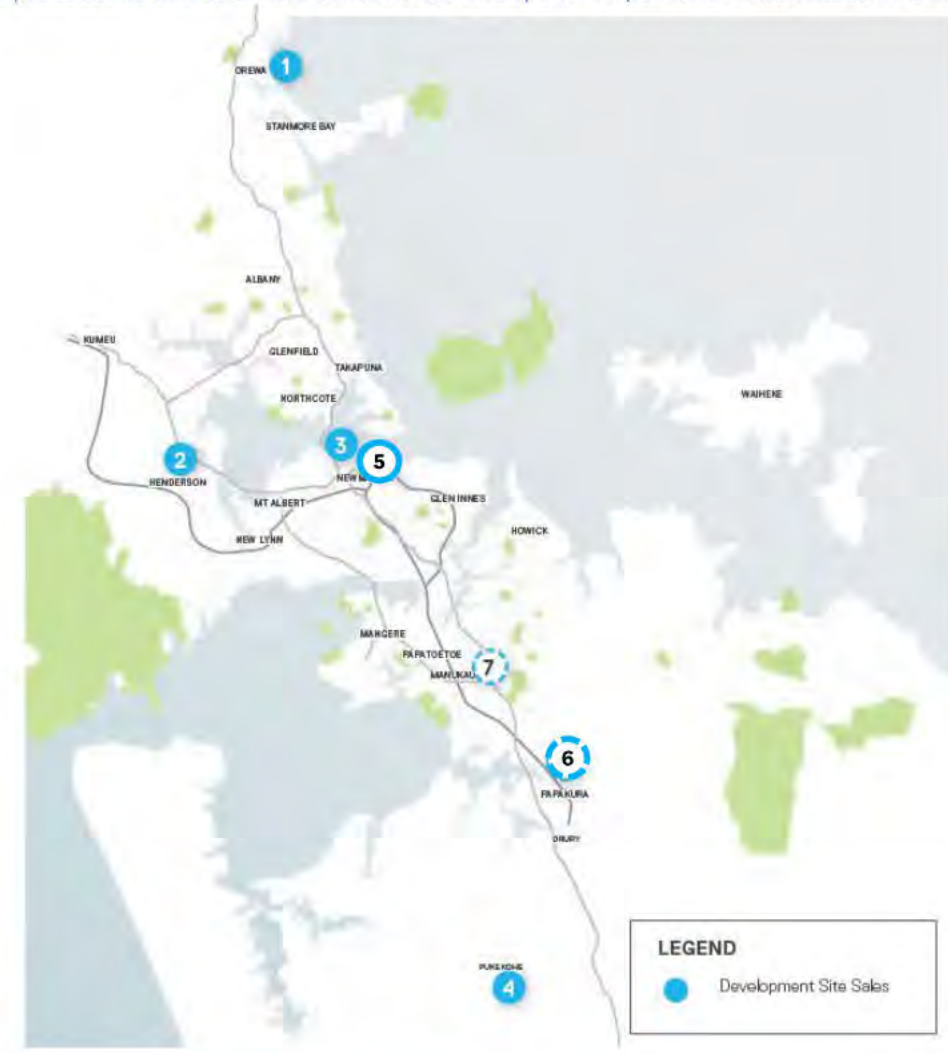 OREWA
1
STANMORE BAY
ALBANY
KUMEU
GLENFIELD
TAKAPUNA
NORTHCOTE
WAIHEKE
2
3
5
HENDERSON
MT ALBERT
GLEN INNES
NEW LYNN
HOWICK
MANGERE
PAPATOETOE
MANUKAU
7
6
PAPAKURA
DRURY
PUKEKOHE
4
LEGEND
Development Site Sales